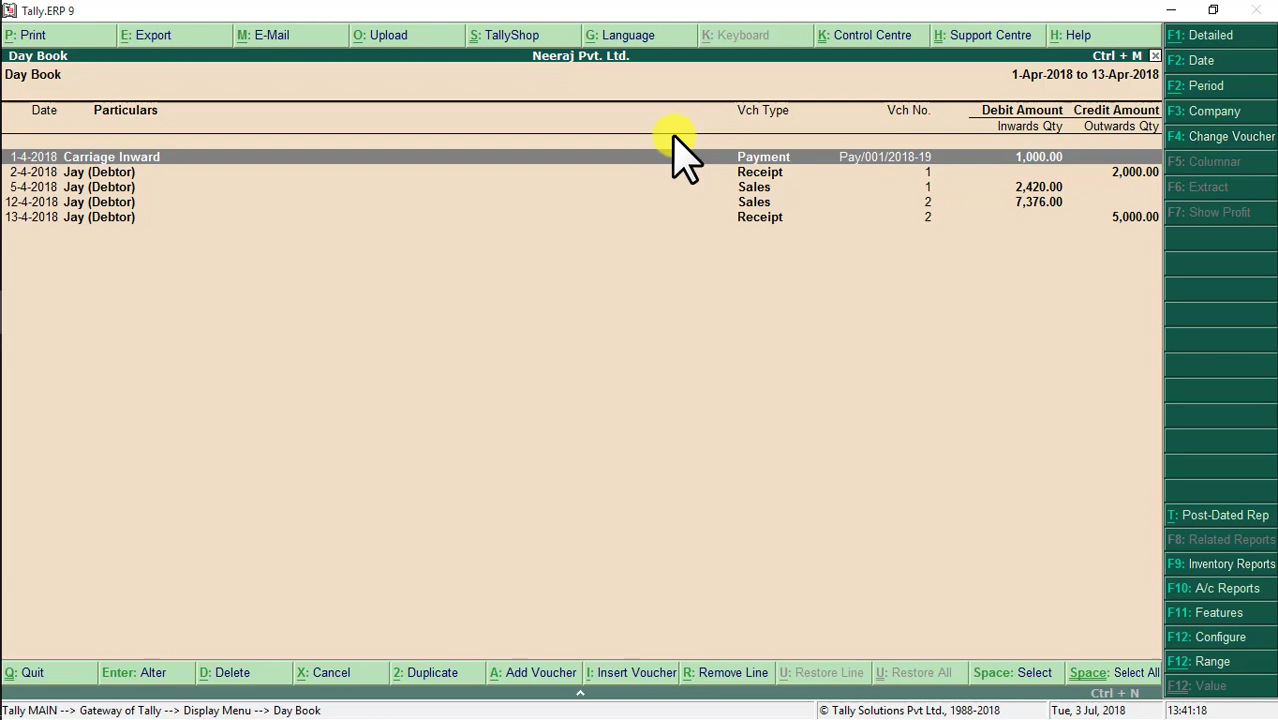 Tally.ERP 9
P: Print E: Export M: E-Mail O: Upload S: TallyShop G: Language K: Keyboard K: Control Centre H: Support Centre H: Help
Day Book Neeraj Pvt. Ltd. Ctrl + M
Day Book 1-Apr-2018 to 13-Apr-2018
Date Particulars Vch Type Vch No. Debit Amount Credit Amount
Inwards Qty Outwards Qty
1-4-2018 Carriage Inward Payment Pay/001/2018-19 1,000.00
2-4-2018 Jay (Debtor) Receipt 1 2,000.00
5-4-2018 Jay (Debtor) Sales 1 2,420.00
12-4-2018 Jay (Debtor) Sales 2 7,376.00
13-4-2018 Jay (Debtor) Receipt 2 5,000.00
F1: Detailed
F2: Date
F2: Period
F3: Company
F4: Change Voucher
F5: Columnar
F6: Extract
F7: Show Profit
T: Post-Dated Rep
F8: Related Reports
F9: Inventory Reports
F10: A/c Reports
F11: Features
F12: Configure
F12: Range
F12: Value
Q: Quit Enter: Alter D: Delete X: Cancel 2: Duplicate A: Add Voucher I: Insert Voucher R: Remove Line U: Restore Line U: Restore All Space: Select Space: Select All
Ctrl + N
Tally MAIN --> Gateway of Tally --> Display Menu --> Day Book © Tally Solutions Pvt Ltd., 1988-2018 Tue, 3 Jul, 2018 13:41:18